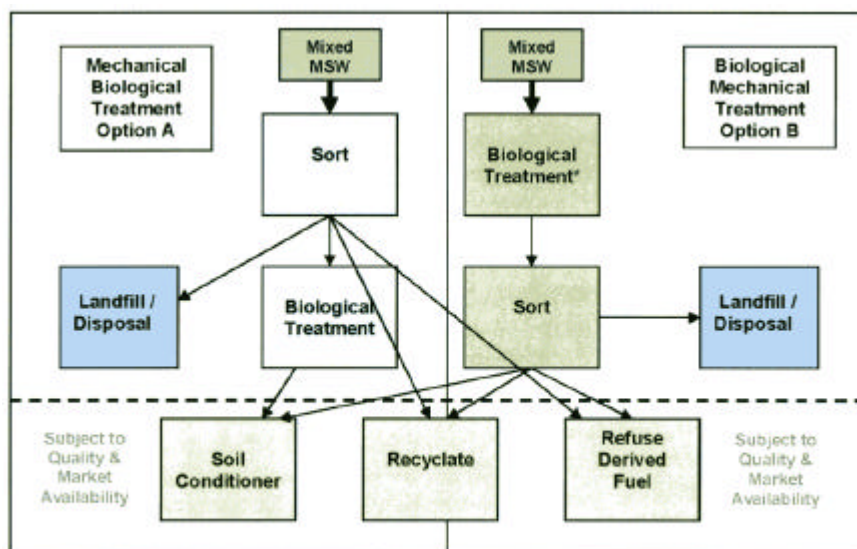 Mechanical
Biological
Treatment
Option A
Mixed
MSW
Mixed
MSW
Biological
Mechanical
Treatment
Option B
Sort
Biological
Treatment*
Landfill /
Disposal
Biological
Treatment
Sort
Landfill /
Disposal
Subject to
Quality &
Market
Availability
Soil
Conditioner
Recyclate
Refuse
Derived
Fuel
Subject to
Quality &
Market
Availability